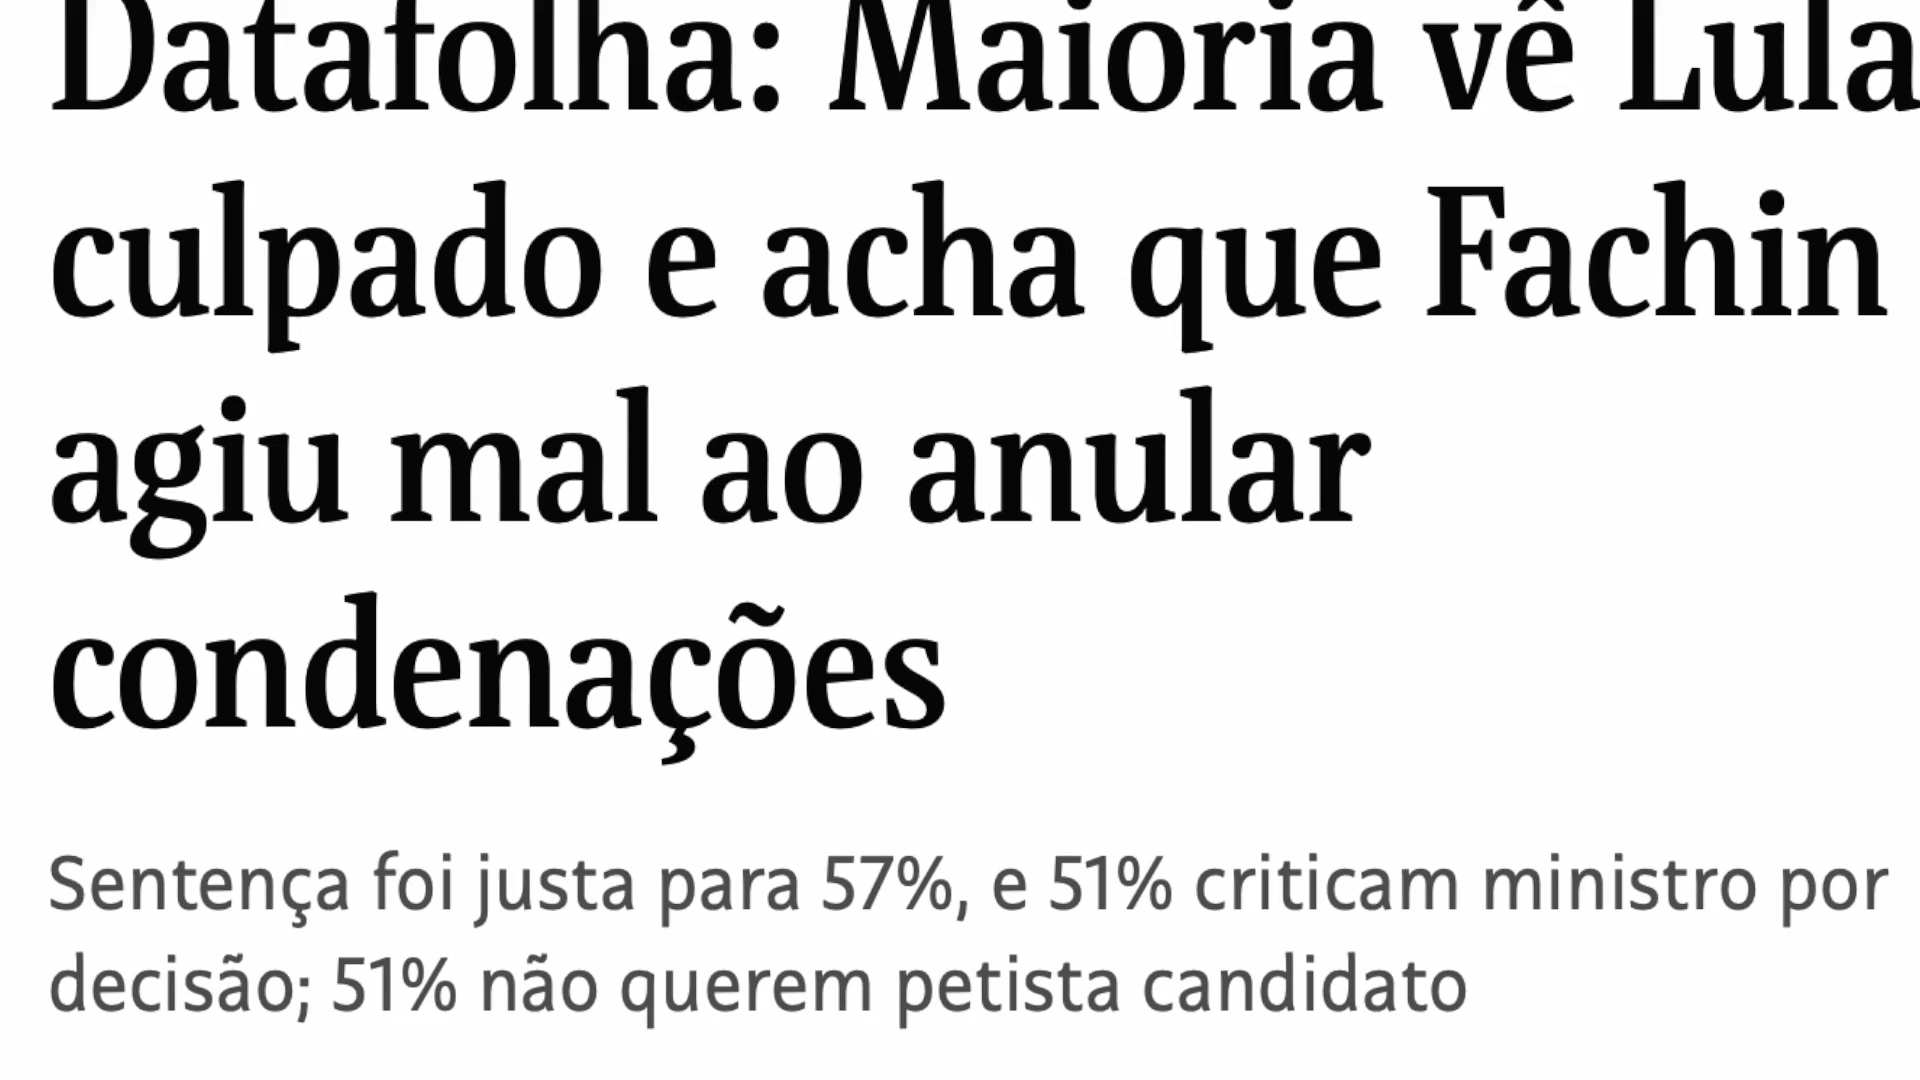 Datafolha: Maioria vê Lula
culpado e acha que Fachin
agiu mal ao anular
condenações
Sentença foi justa para 57%, e 51% criticam ministro por
decisão; 51% não querem petista candidato